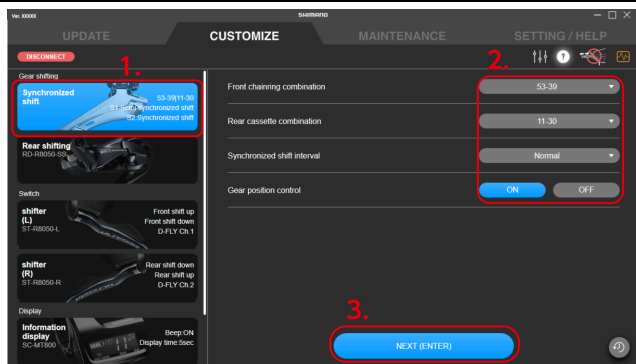 Ver. XXXXX
SHIMANO
UPDATE
CUSTOMIZE
MAINTENANCE
SETTING / HELP
DISCONNECT
?
1.
2.
Gear shifting
Synchronized
shift
53-39|11-30
S1:Semi-Synchronized shift
S2:Synchronized shift
Rear shifting
RD-R8050-SS
Switch
shifter
(L)
ST-R8050-L
Front shift up
Front shift down
D-FLY Ch.1
shifter
(R)
ST-R8050-R
Rear shift down
Rear shift up
D-FLY Ch.2
Display
Information
display
SC-MT800
Beep:ON
Display time:5sec
Front chainring combination
53-39
Rear cassette combination
11-30
Synchronized shift interval
Normal
Gear position control
ON
OFF
3.
NEXT (ENTER)